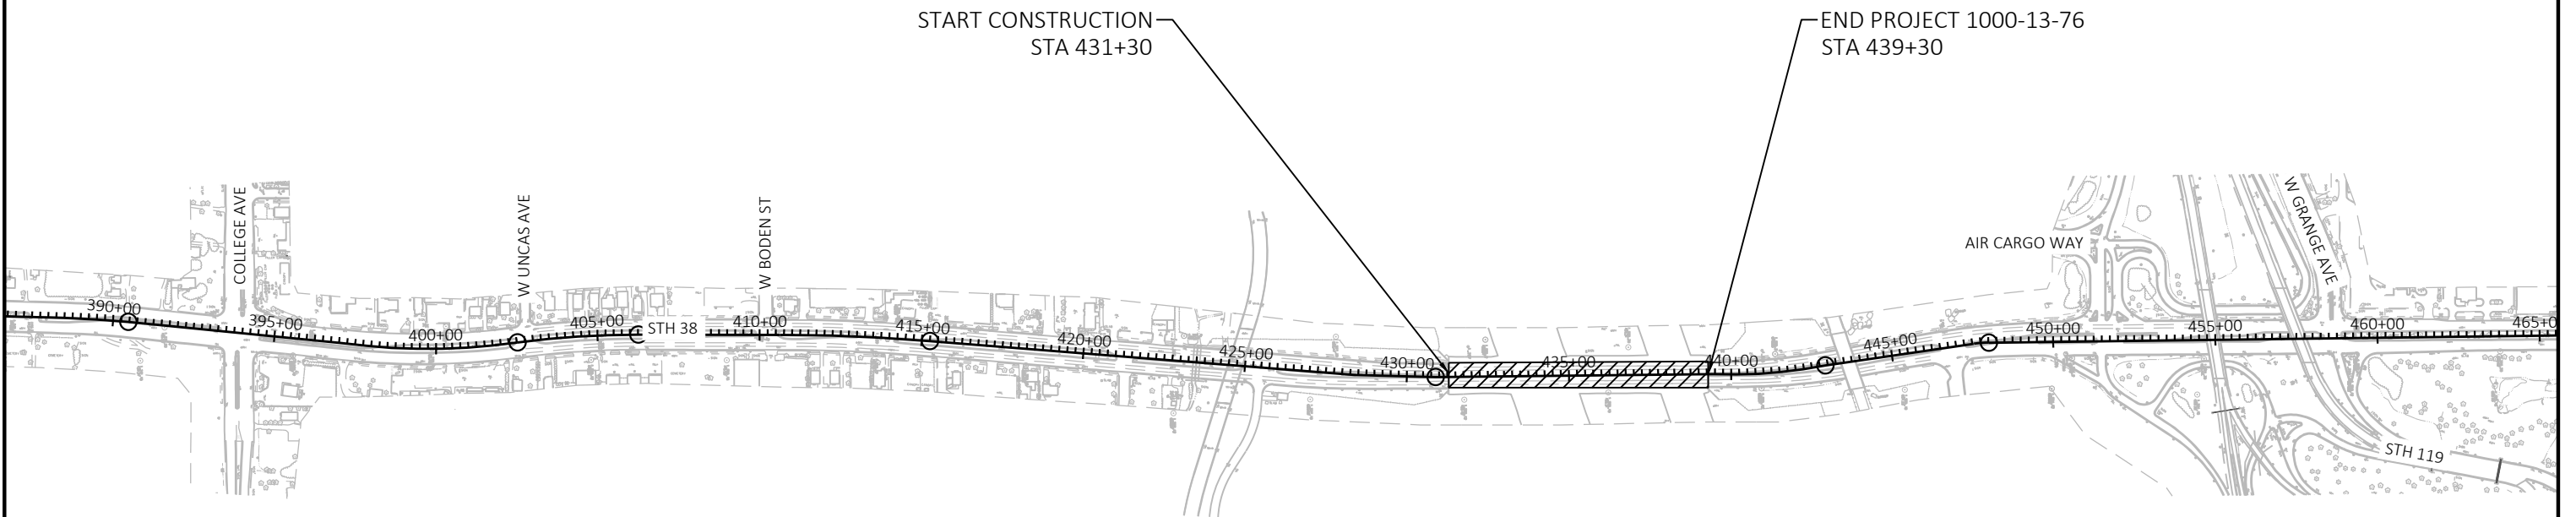 START CONSTRUCTION
STA 431+30
END PROJECT 1000-13-76
STA 439+30
COLLEGE AVE
W UNCAS AVE
W BODEN ST
AIR CARGO WAY
W GRANGE AVE
390+00
395+00
400+00
405+00
STH 38
410+00
415+00
420+00
425+00
430+00
435+00
440+00
445+00
450+00
455+00
460+00
465+0
STH 119